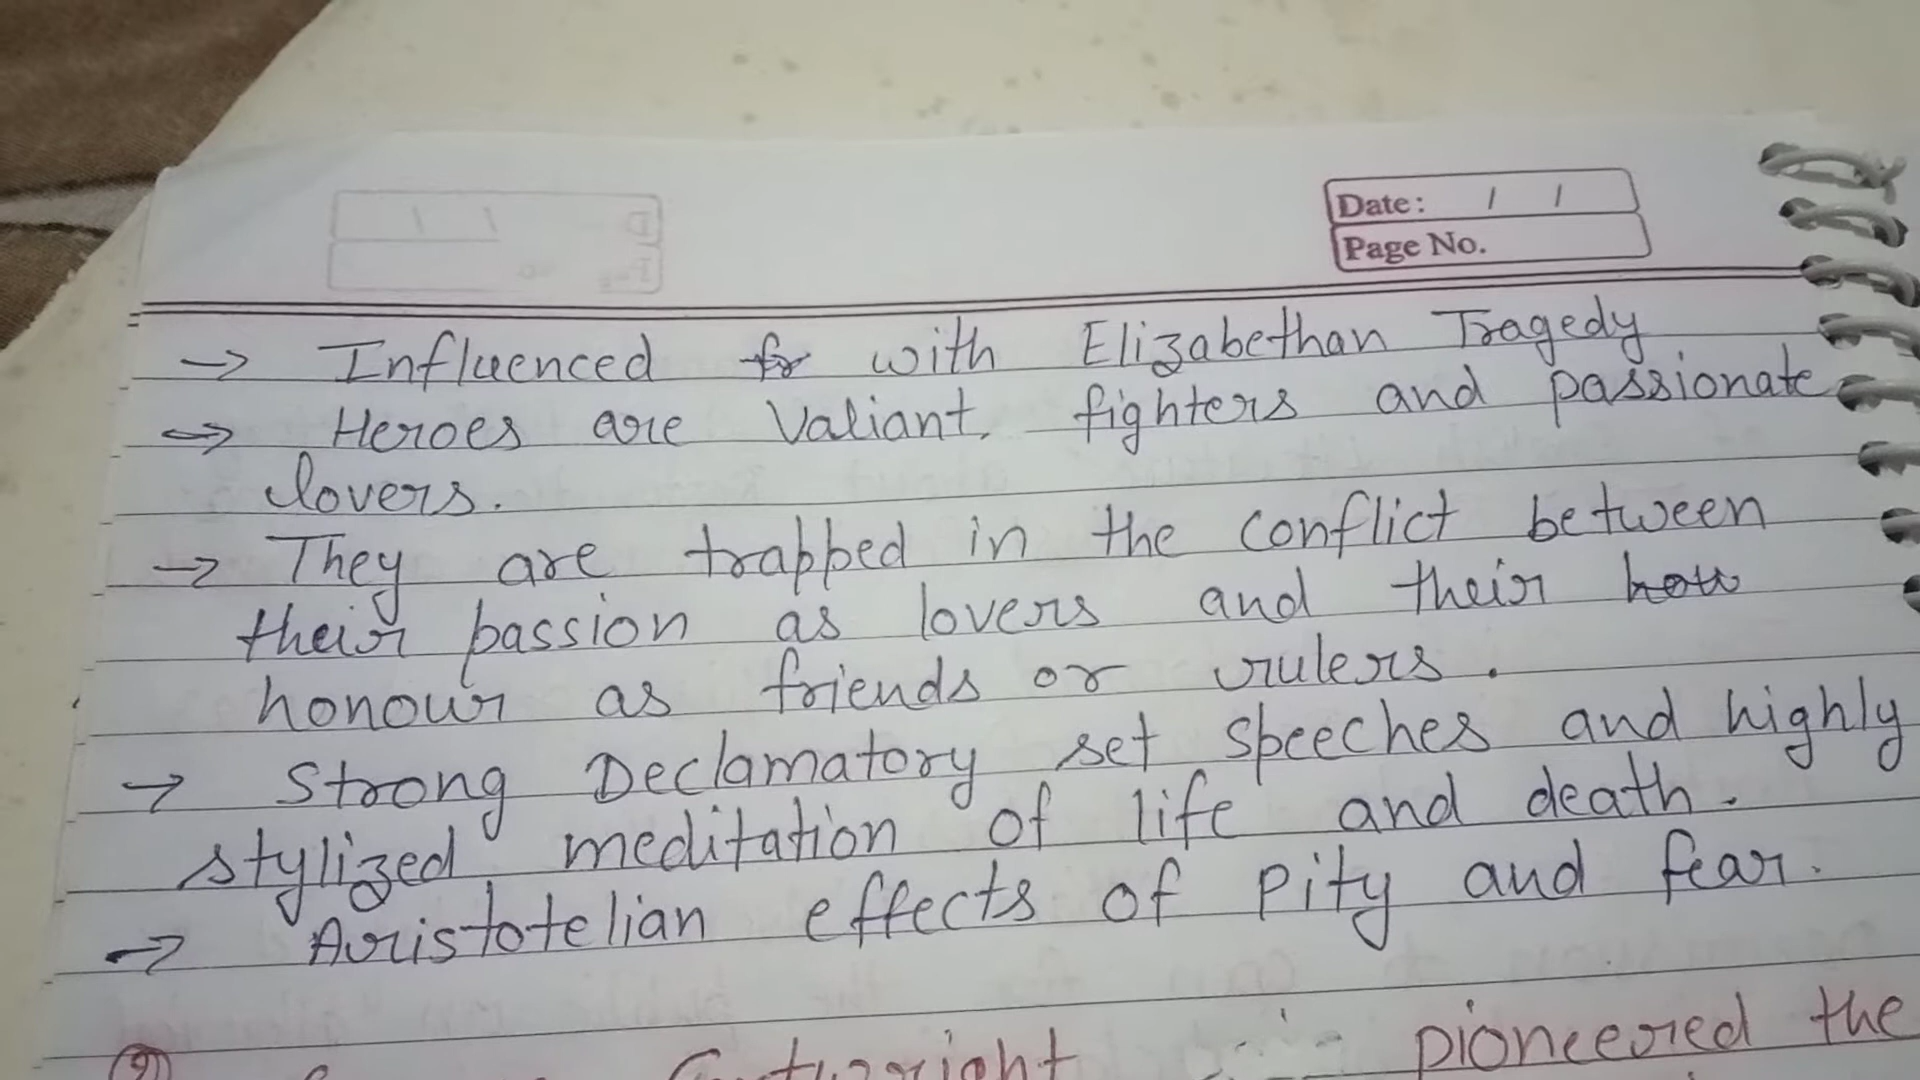 Date: / /
Page No.
→ Influenced for with Elizabethan Tragedy
→ Heroes are Valiant, fighters and passionate
lovers.
→ They are trapped in the conflict between
their passion as lovers and their how
honour as friends or rulers.
→ Strong Declamatory set speeches and highly
stylized meditation of life and death.
→ Aristotelian effects of Pity and fear.
pioneered the